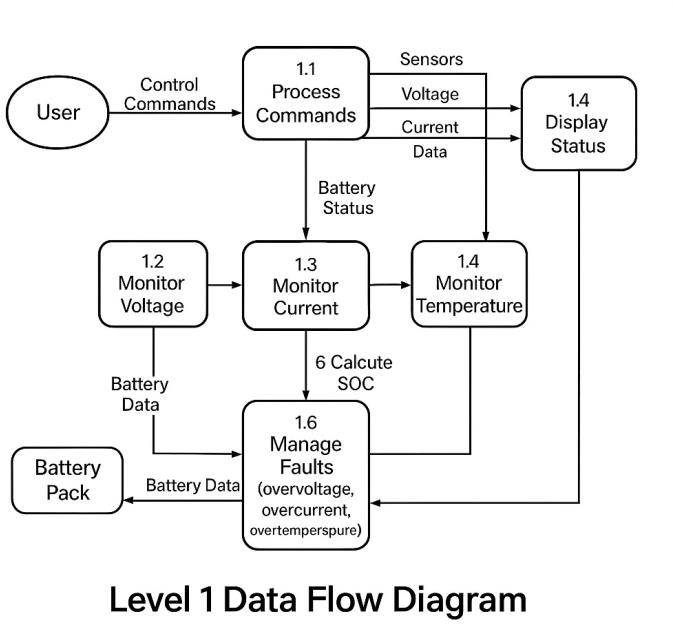 User
Control
Commands
1.1
Process
Commands
Sensors
Voltage
Current
Data
1.4
Display
Status
Battery
Status
1.2
Monitor
Voltage
1.3
Monitor
Current
1.4
Monitor
Temperature
Battery
Data
6 Calcute
SOC
1.6
Manage
Faults
(overvoltage,
overcurrent,
overtemperspure)
Battery
Pack
Battery Data
Level 1 Data Flow Diagram